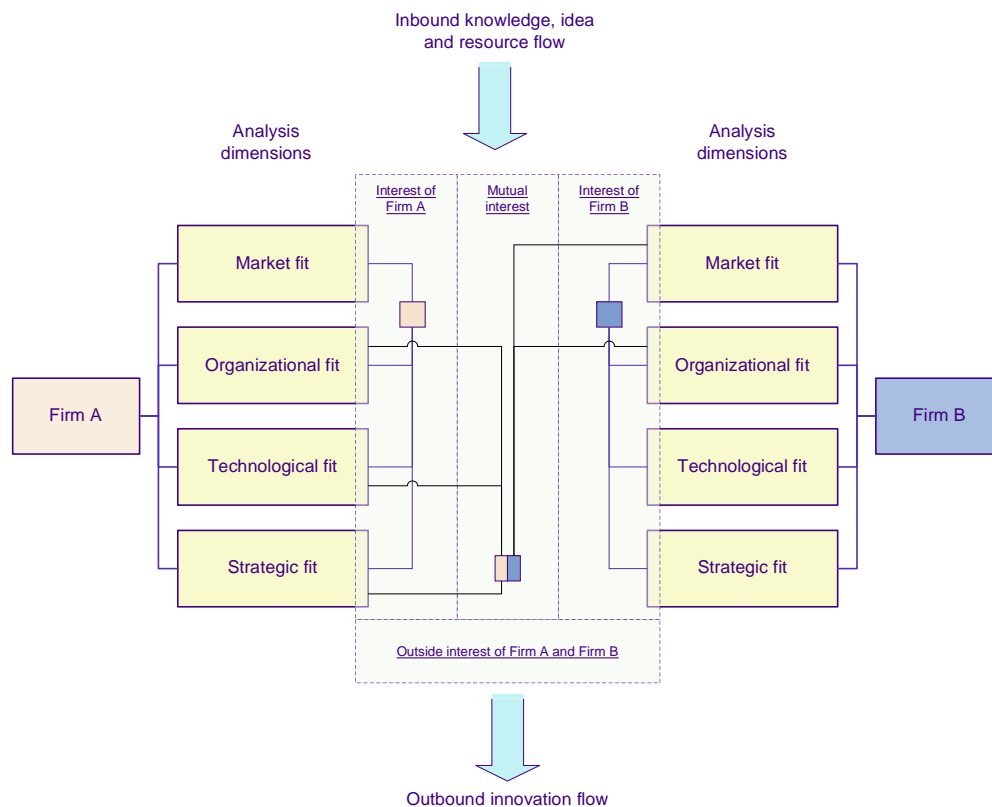 Inbound knowledge, idea
and resource flow
Analysis
dimensions
Analysis
dimensions
Interest of
Firm A
Mutual
interest
Interest of
Firm B
Market fit
Market fit
Organizational fit
Organizational fit
Firm A
Firm B
Technological fit
Technological fit
Strategic fit
Strategic fit
Outside interest of Firm A and Firm B
Outbound innovation flow